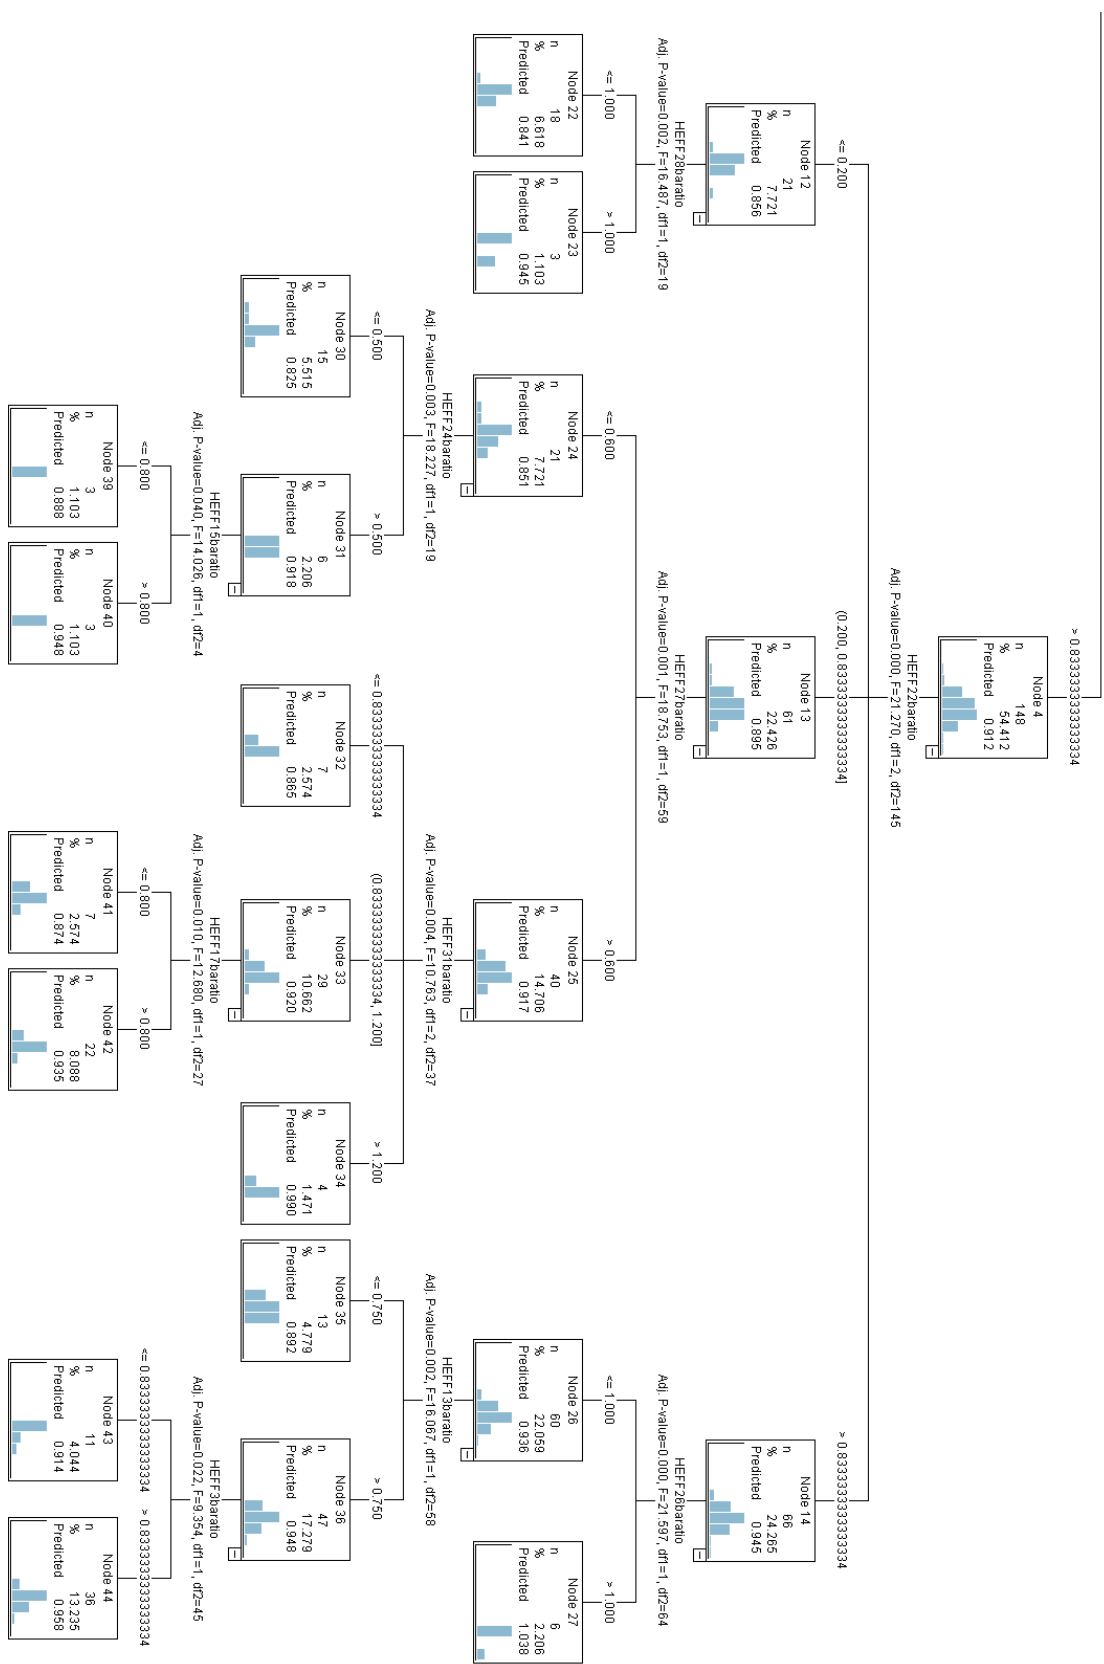 > 0.8333333333333334
Node 4
n 148
% 54.412
Predicted 0.912
HEFF22baratio
Adj. P-value=0.000, F=21.270, df1=2, df2=145
<= 0.200
(0.200, 0.8333333333333334]
> 0.8333333333333334
Node 12
n 21
% 7.721
Predicted 0.856
Node 13
n 61
% 22.426
Predicted 0.895
Node 14
n 66
% 24.265
Predicted 0.945
HEFF28baratio
Adj. P-value=0.002, F=16.487, df1=1, df2=19
HEFF27baratio
Adj. P-value=0.001, F=18.753, df1=1, df2=59
HEFF26baratio
Adj. P-value=0.000, F=21.597, df1=1, df2=64
<= 1.000
> 1.000
<= 0.600
> 0.600
<= 1.000
> 1.000
Node 22
n 18
% 6.618
Predicted 0.841
Node 23
n 3
% 1.103
Predicted 0.945
Node 24
n 21
% 7.721
Predicted 0.851
Node 25
n 40
% 14.706
Predicted 0.917
Node 26
n 60
% 22.059
Predicted 0.936
Node 27
n 6
% 2.206
Predicted 1.038
HEFF24baratio
Adj. P-value=0.003, F=18.227, df1=1, df2=19
HEFF31baratio
Adj. P-value=0.004, F=10.763, df1=2, df2=37
HEFF13baratio
Adj. P-value=0.002, F=16.067, df1=1, df2=58
<= 0.500
> 0.500
<= 0.8333333333333334
(0.8333333333333334, 1.200]
> 1.200
<= 0.750
> 0.750
Node 30
n 15
% 5.515
Predicted 0.825
Node 31
n 6
% 2.206
Predicted 0.918
Node 32
n 7
% 2.574
Predicted 0.865
Node 33
n 29
% 10.662
Predicted 0.920
Node 34
n 4
% 1.471
Predicted 0.990
Node 35
n 13
% 4.779
Predicted 0.892
Node 36
n 47
% 17.279
Predicted 0.948
HEFF15baratio
Adj. P-value=0.040, F=14.026, df1=1, df2=4
HEFF17baratio
Adj. P-value=0.010, F=12.680, df1=1, df2=27
HEFF3baratio
Adj. P-value=0.022, F=9.354, df1=1, df2=45
<= 0.800
> 0.800
<= 0.800
> 0.800
<= 0.8333333333333334
> 0.8333333333333334
Node 39
n 3
% 1.103
Predicted 0.888
Node 40
n 3
% 1.103
Predicted 0.948
Node 41
n 7
% 2.574
Predicted 0.874
Node 42
n 22
% 8.088
Predicted 0.935
Node 43
n 11
% 4.044
Predicted 0.914
Node 44
n 36
% 13.235
Predicted 0.958